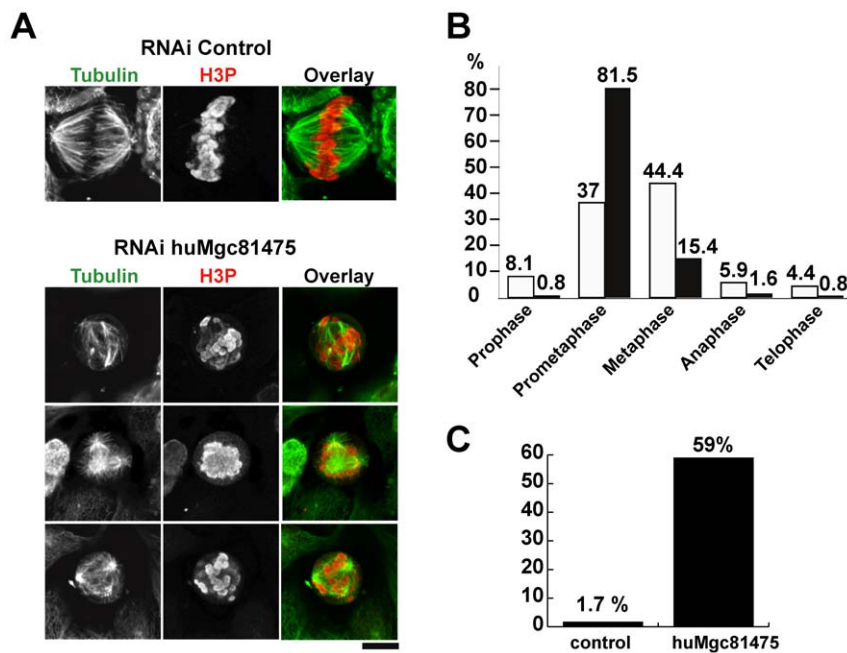 A
RNAi Control
Tubulin H3P Overlay
RNAi huMgc81475
Tubulin H3P Overlay
B
%
80
70
60
50
40
30
20
10
0
8.1 0.8
37 81.5
44.4 15.4
5.9 1.6
4.4 0.8
Prophase
Prometaphase
Metaphase
Anaphase
Telophase
C
60
50
40
30
20
10
0
1.7 %
59%
control huMgc81475